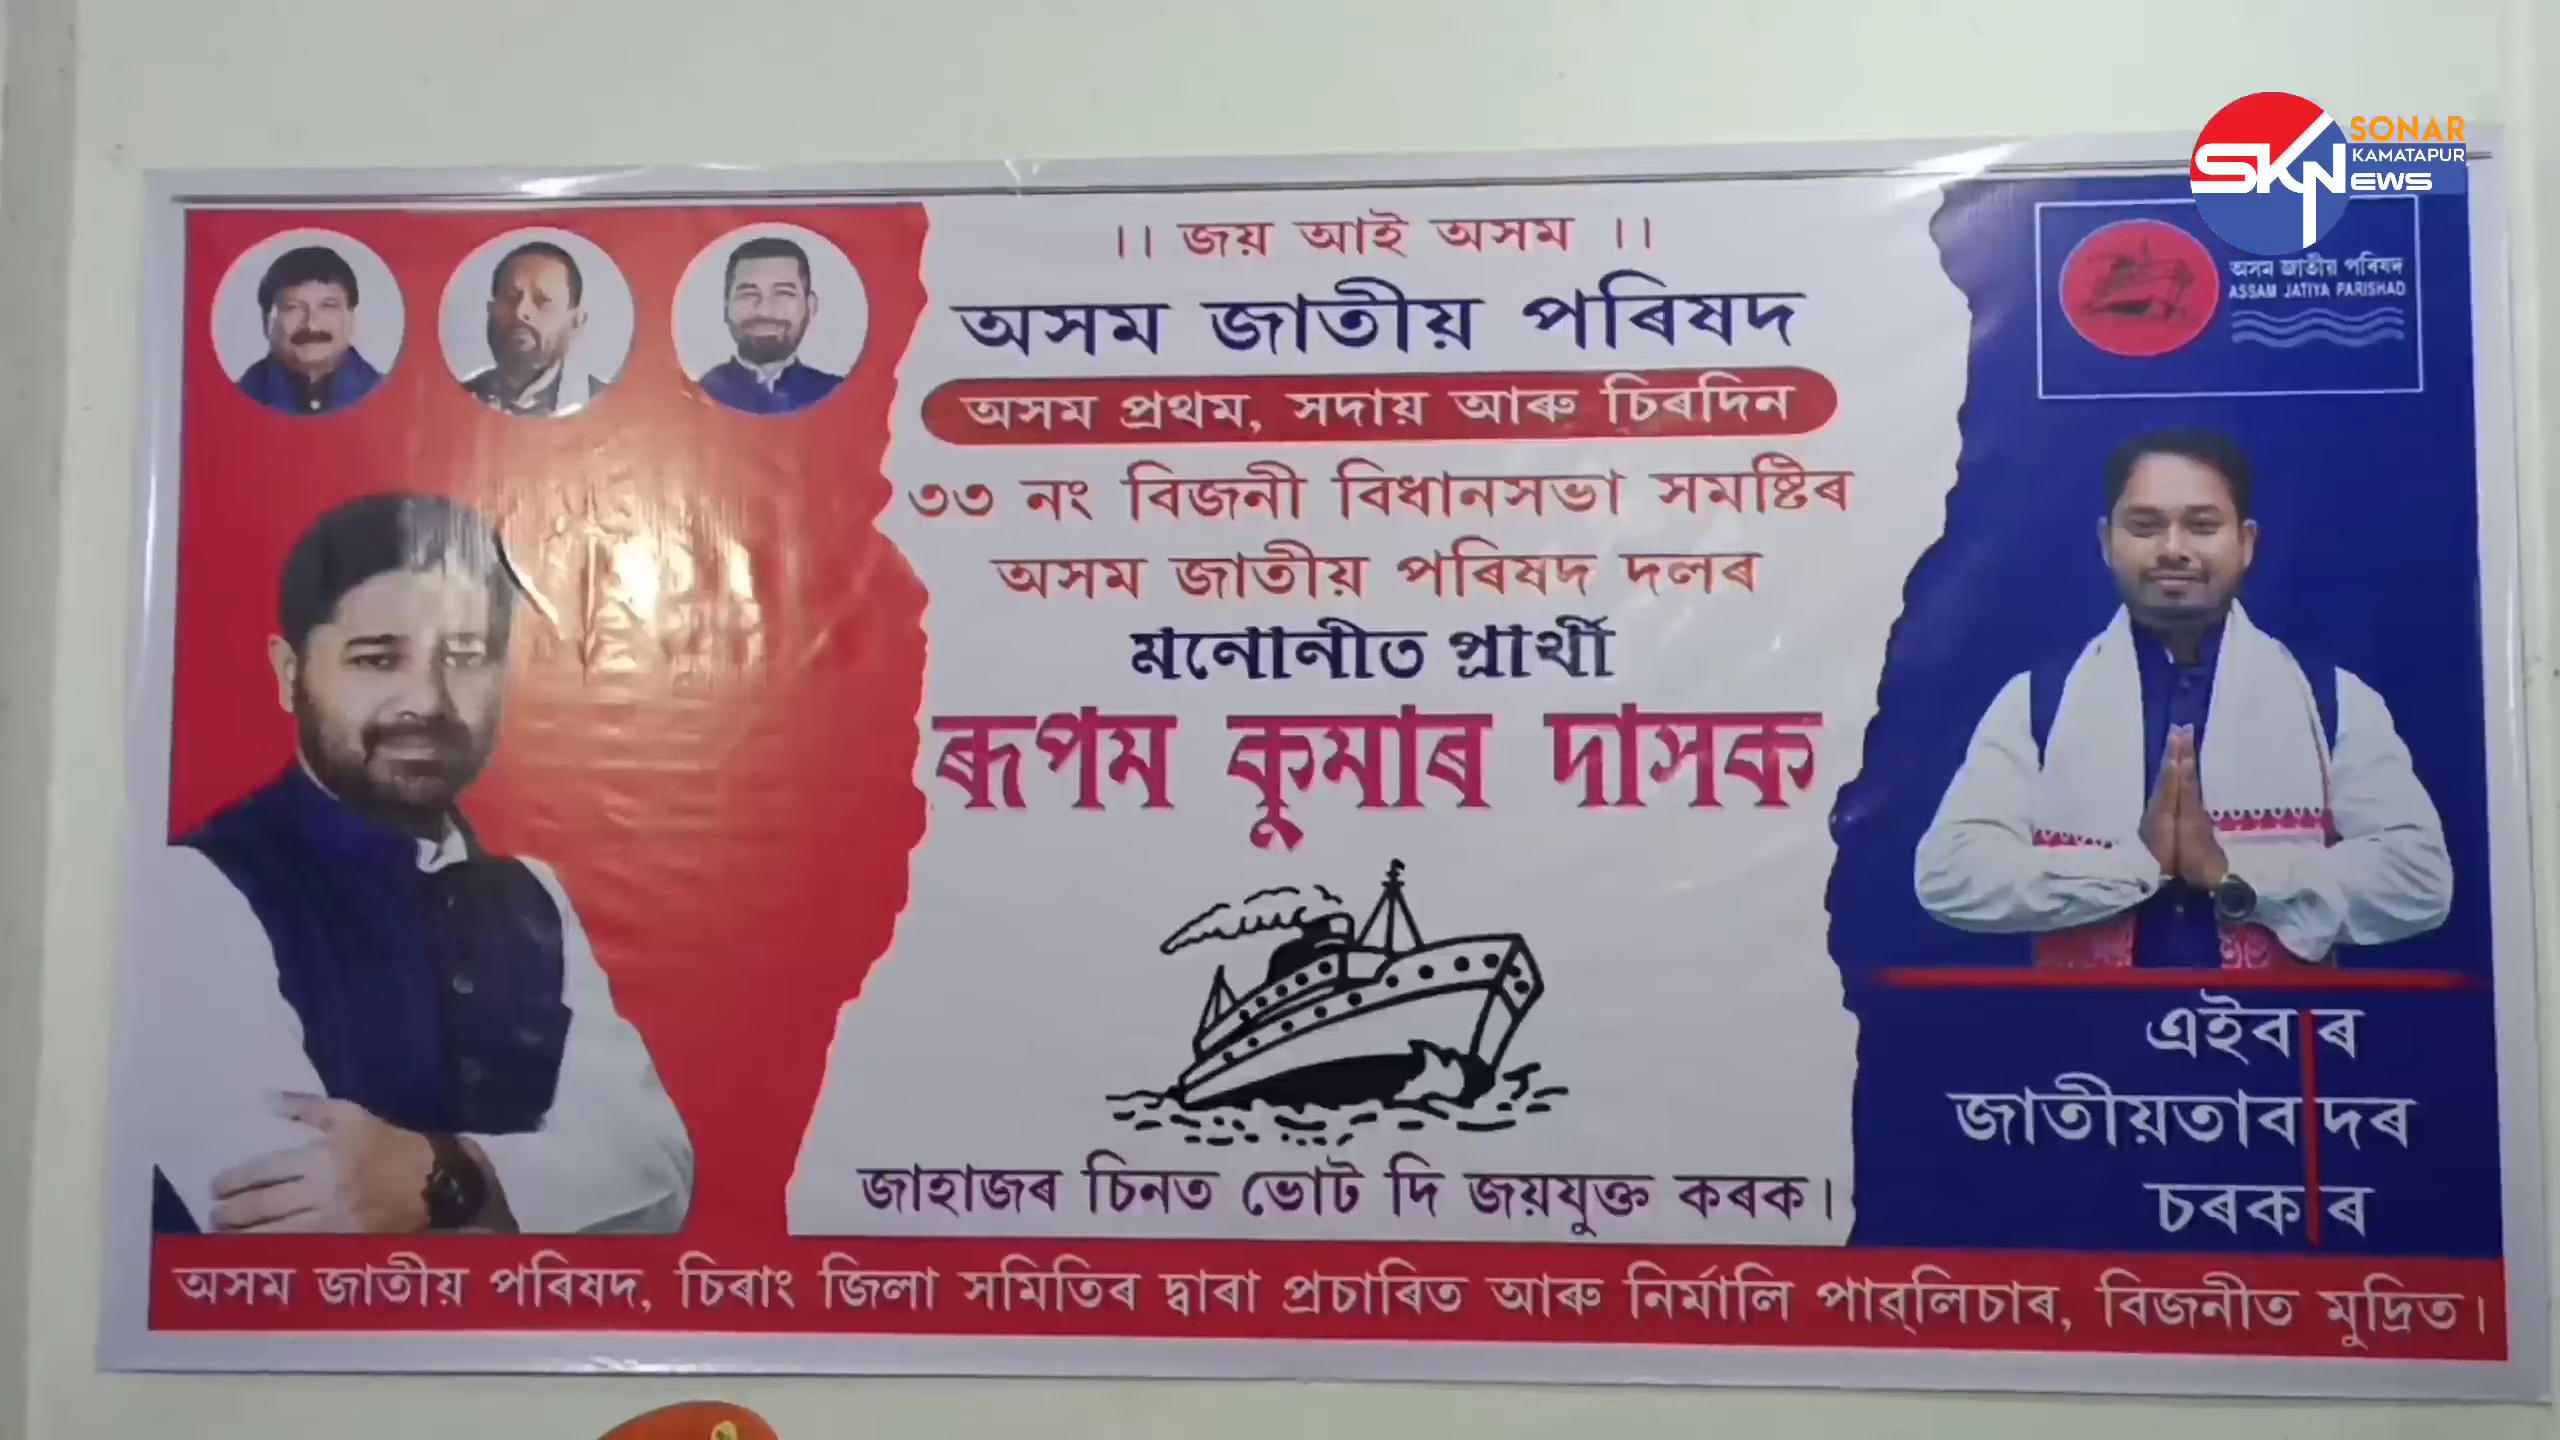 SKN SONAR
KAMATAPUR
NEWS
।। জয় আই অসম ।।
অসম জাতীয় পৰিষদ
অসম প্ৰথম, সদায় আৰু চিৰদিন
৩৩ নং বিজনী বিধানসভা সমষ্টিৰ
অসম জাতীয় পৰিষদ দলৰ
মনোনীত প্ৰাৰ্থী
ৰূপম কুমাৰ দাসক
জাহাজৰ চিনত ভোট দি জয়যুক্ত কৰক।
অসম জাতীয় পৰিষদ
ASSAM JATIYA PARISHAD
এইবাৰ
জাতীয়তাবাদৰ
চৰকাৰ
অসম জাতীয় পৰিষদ, চিৰাং জিলা সমিতিৰ দ্বাৰা প্ৰচাৰিত আৰু নিৰ্মালি পাব্লিচাৰ, বিজনীত মুদ্ৰিত।